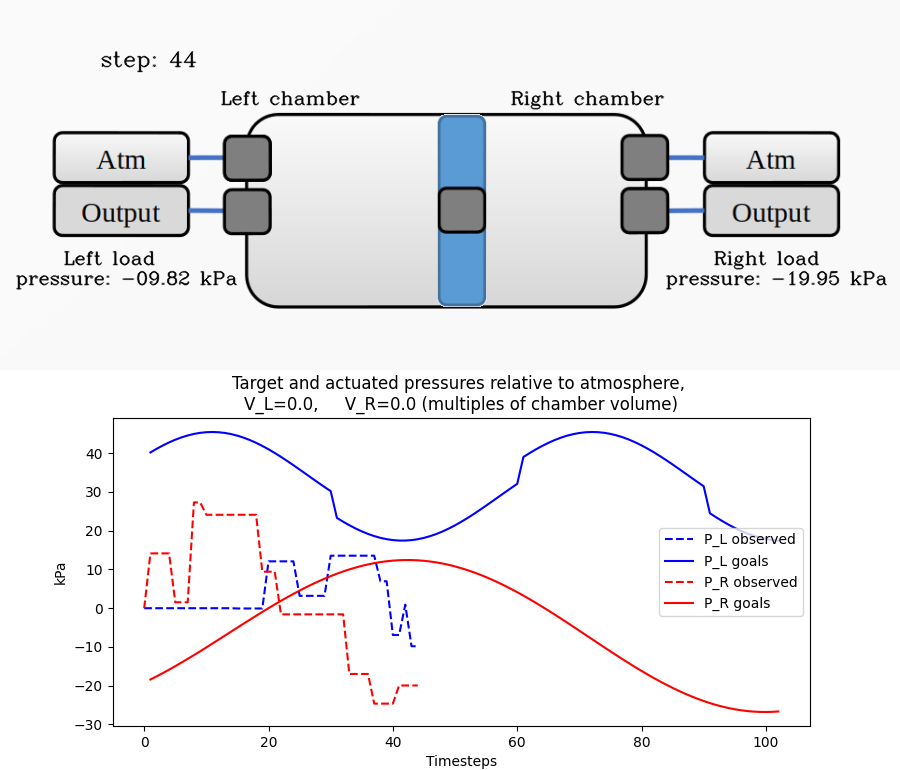 step: 44
Left chamber
Right chamber
Atm
Atm
Output
Output
Left load
pressure: -09.82 kPa
Right load
pressure: -19.95 kPa
Target and actuated pressures relative to atmosphere,
V_L=0.0,     V_R=0.0 (multiples of chamber volume)
40
30
20
10
0
−10
−20
−30
kPa
P_L observed
P_L goals
P_R observed
P_R goals
0 20 40 60 80 100
Timesteps